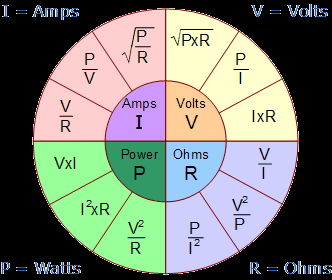 I = Amps
V = Volts
√(P/R)
√PxR
P/V
P/I
V/R
IxR
Amps
I
Volts
V
Power
P
Ohms
R
VxI
V/I
I²xR
V²/P
V²/R
P/I²
P = Watts
R = Ohms